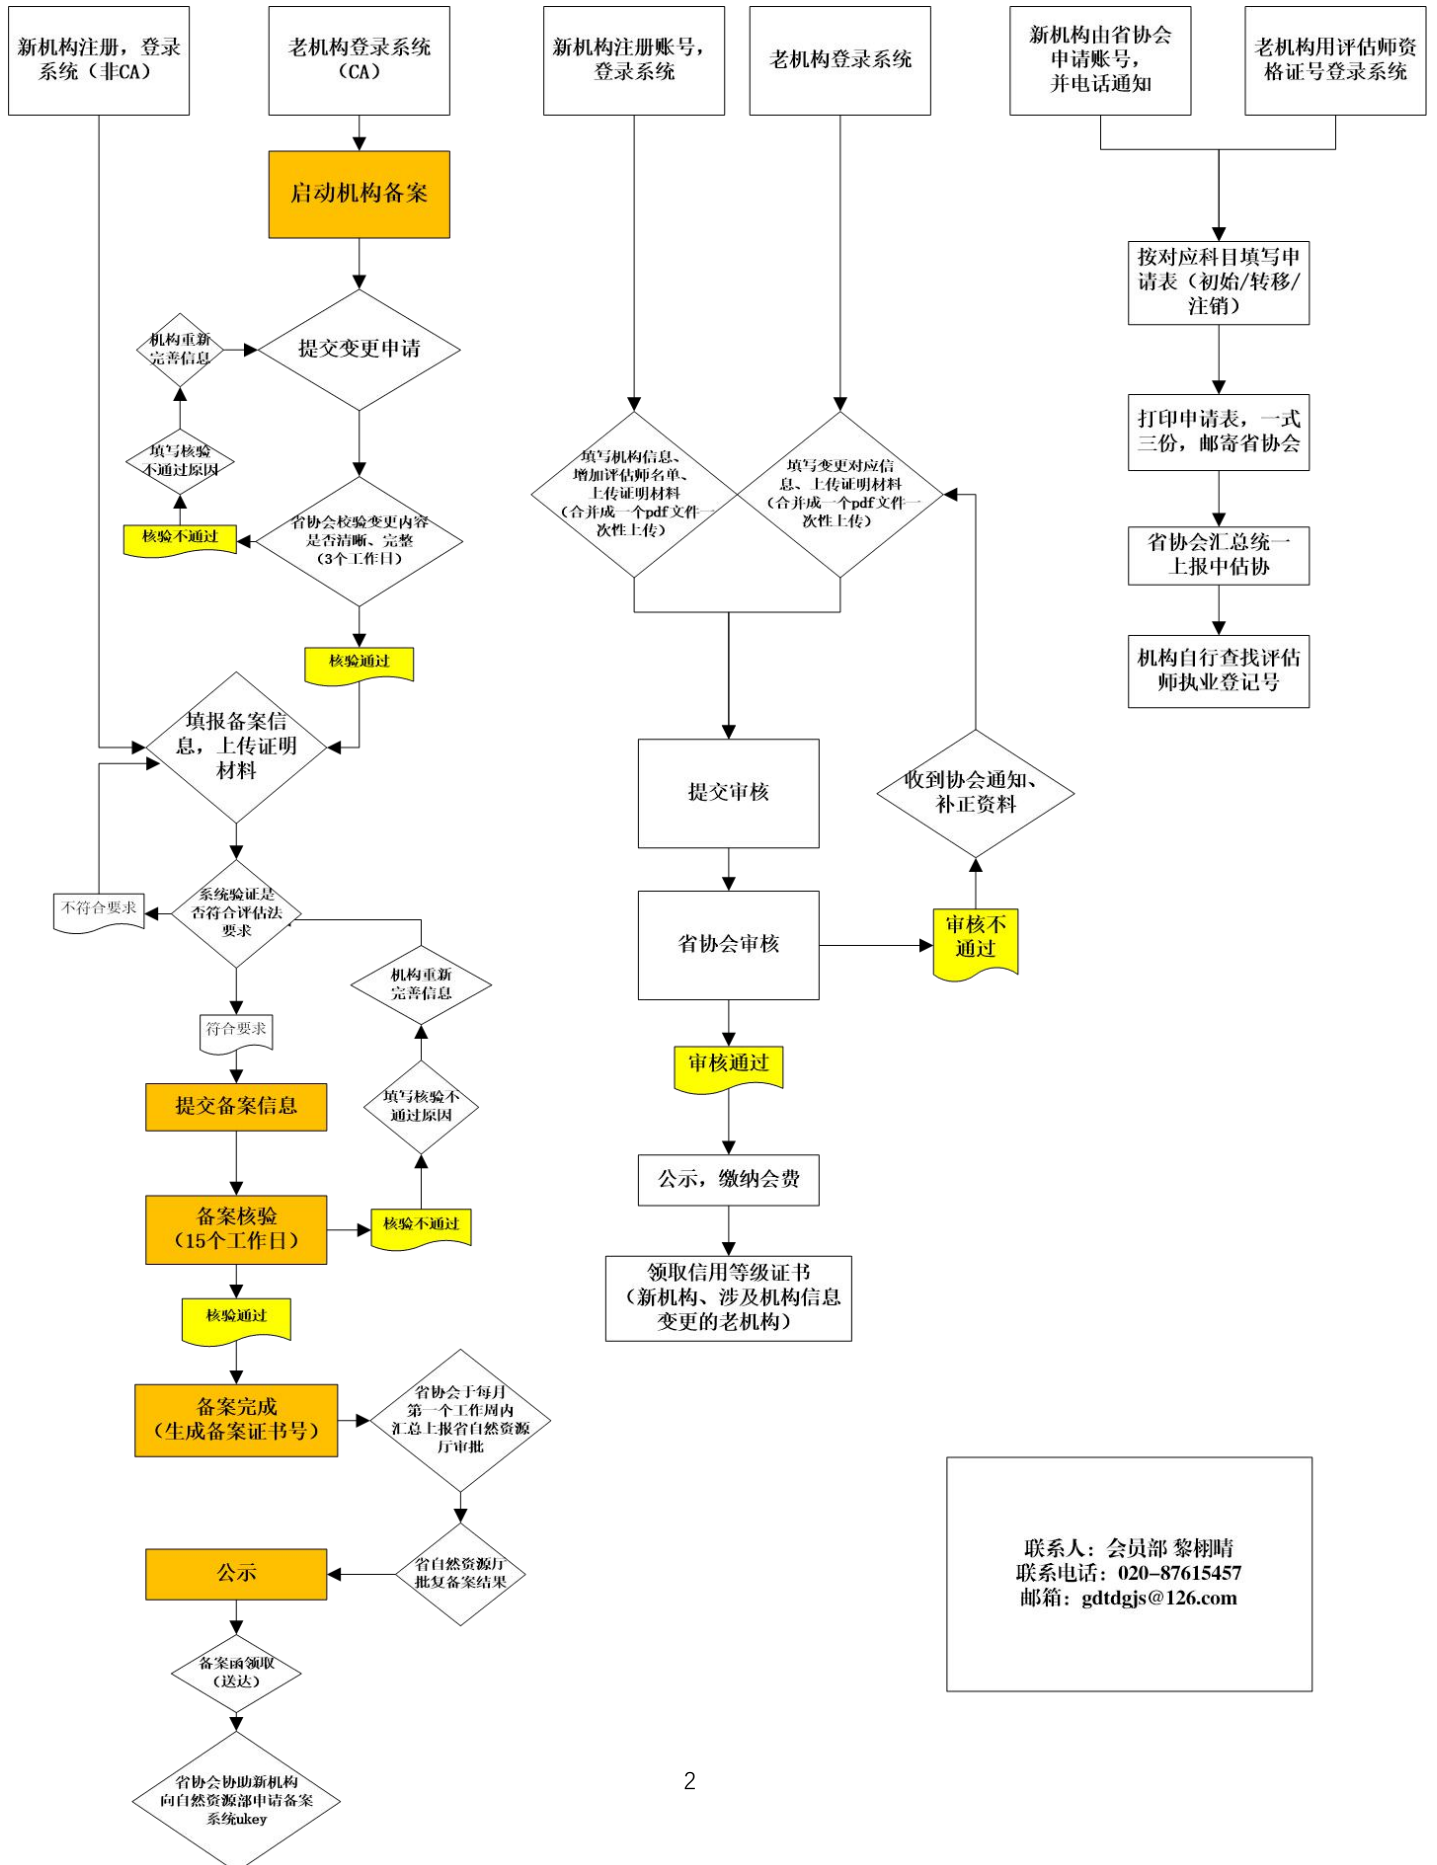 新机构注册，登录
系统（非CA）
老机构登录系统
（CA）
启动机构备案
提交变更申请
机构重新
完善信息
填写核验
不通过原因
核验不通过
省协会校验变更内容
是否清晰、完整
（3个工作日）
核验通过
填报备案信
息，上传证明
材料
系统验证是
否符合评估法
要求
不符合要求
符合要求
机构重新
完善信息
填写核验不
通过原因
提交备案信息
备案核验
（15个工作日）
核验不通过
核验通过
备案完成
（生成备案证书号）
省协会于每月
第一个工作周内
汇总上报省自然资源
厅审批
省自然资源厅
批复备案结果
公示
备案函领取
（送达）
省协会协助新机构
向自然资源部申请备案
系统ukey
新机构注册账号，
登录系统
老机构登录系统
填写机构信息、
增加评估师名单、
上传证明材料
（合并成一个pdf文件一
次性上传）
填写变更对应信
息、上传证明材料
（合并成一个pdf文件一
次性上传）
提交审核
收到协会通知、
补正资料
省协会审核
审核不
通过
审核通过
公示，缴纳会费
领取信用等级证书
（新机构、涉及机构信息
变更的老机构）
新机构由省协会
申请账号，
并电话通知
老机构用评估师资
格证号登录系统
按对应科目填写申
请表（初始/转移/
注销）
打印申请表，一式
三份，邮寄省协会
省协会汇总统一
上报中估协
机构自行查找评估
师执业登记号
联系人：会员部 黎栩晴
联系电话：020-87615457
邮箱：gdtdgjs@126.com
2